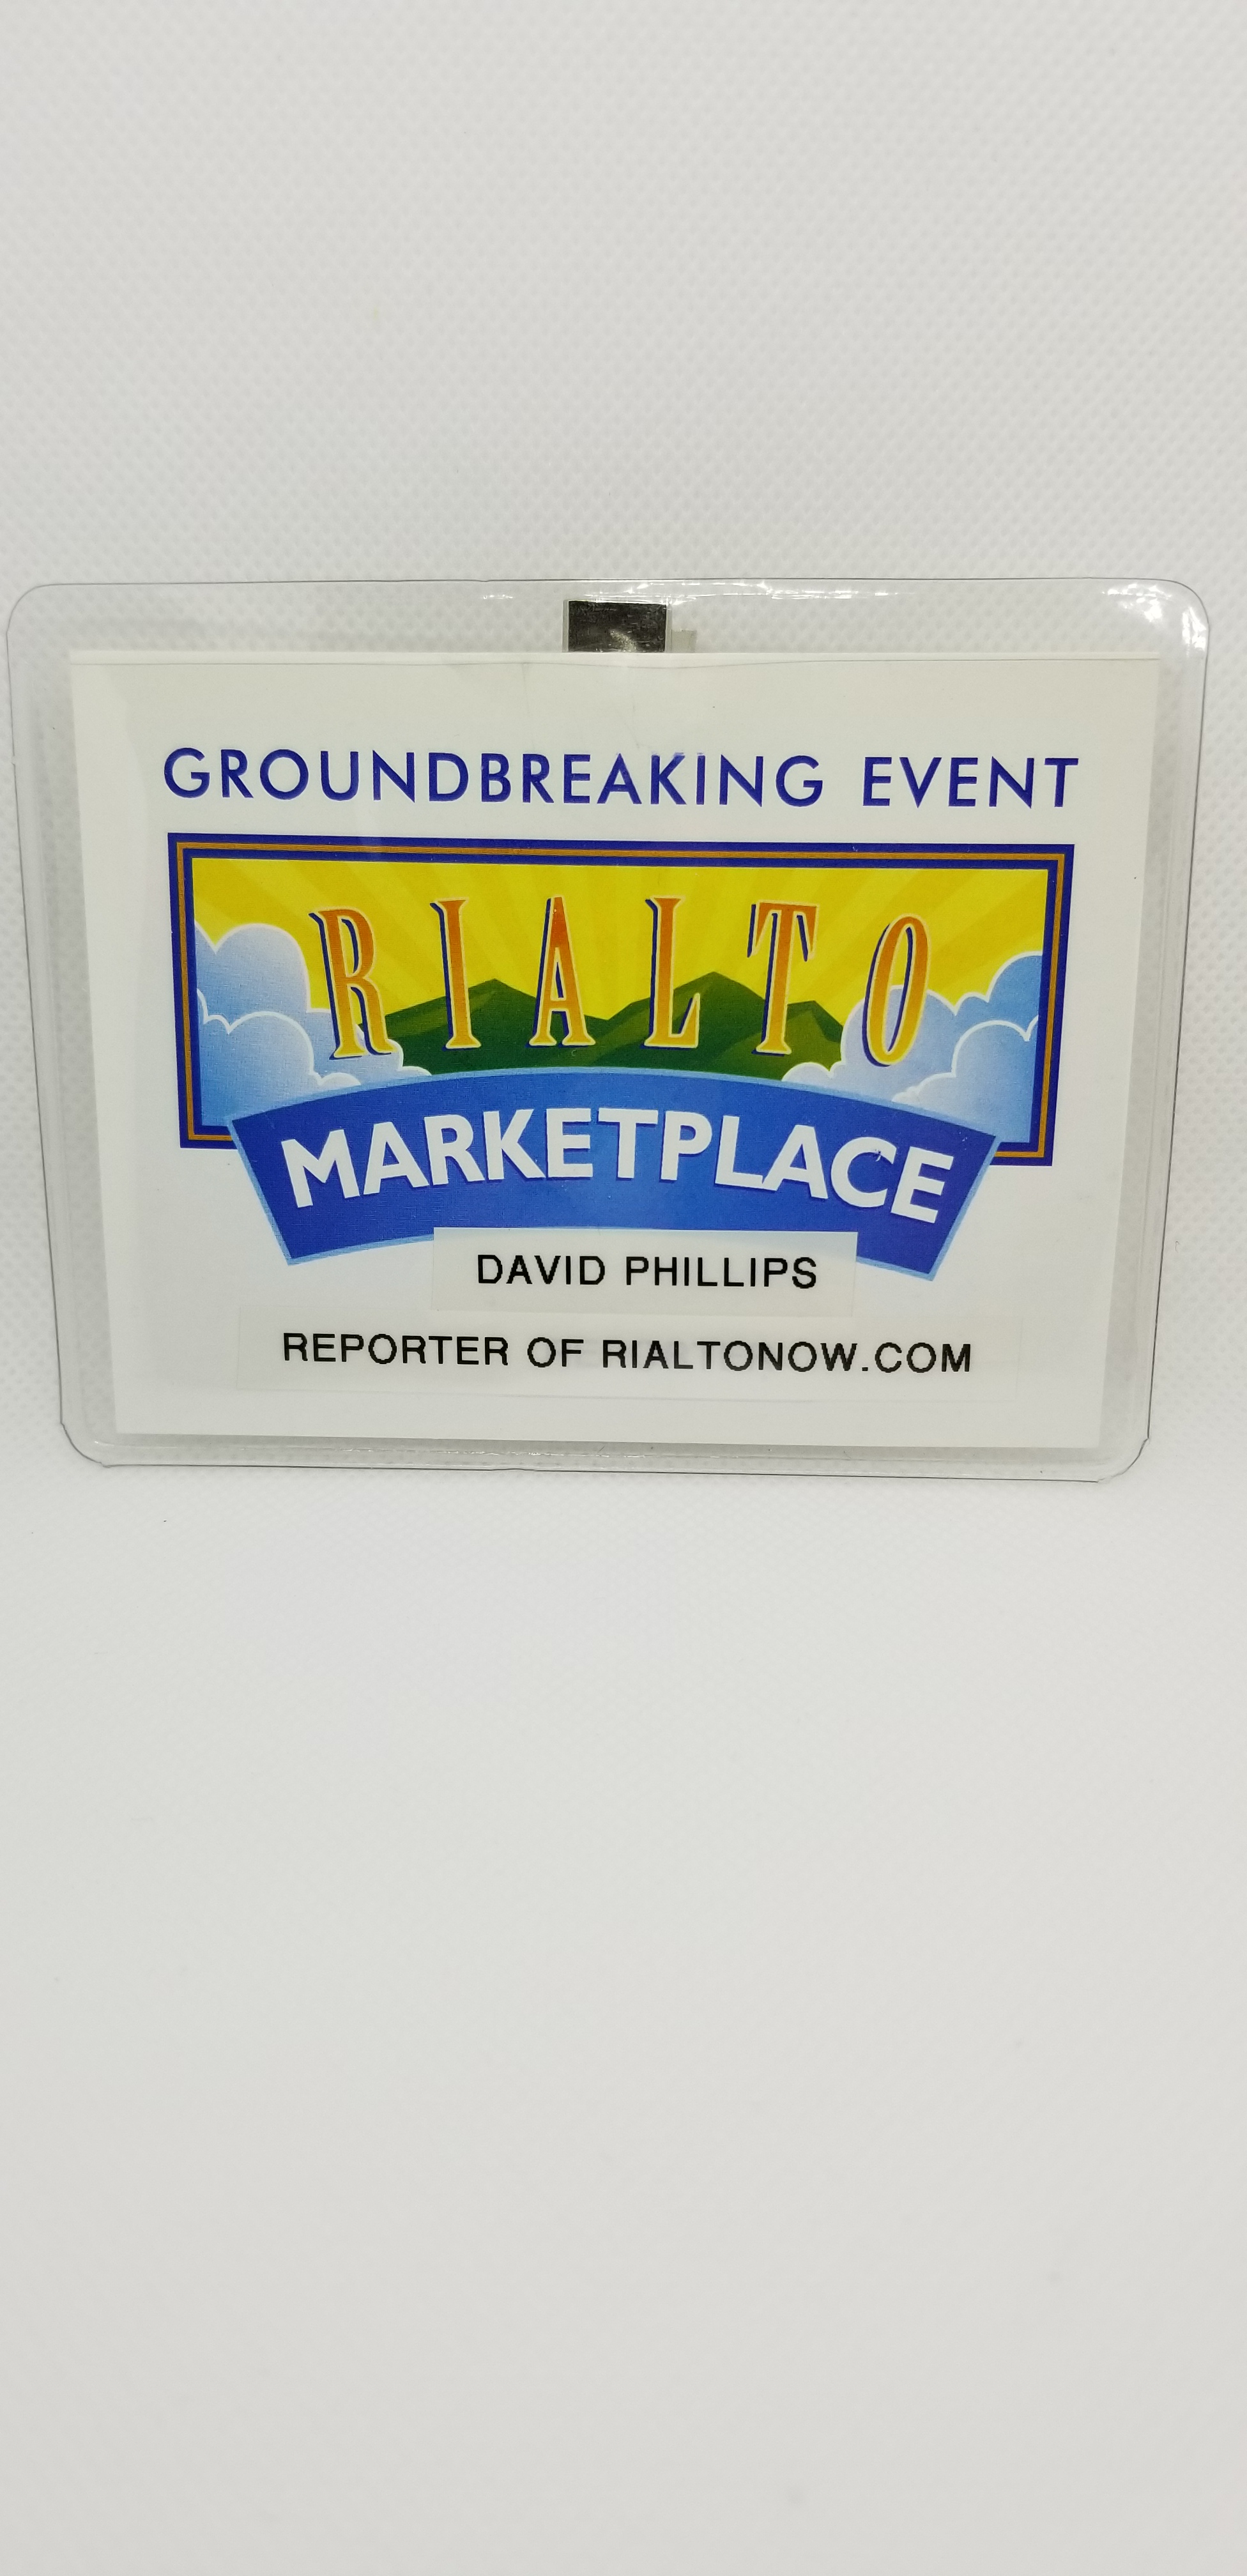 GROUNDBREAKING EVENT
RIALTO
MARKETPLACE
DAVID PHILLIPS
REPORTER OF RIALTONOW.COM